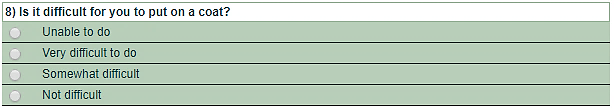 8) Is it difficult for you to put on a coat?
Unable to do
Very difficult to do
Somewhat difficult
Not difficult